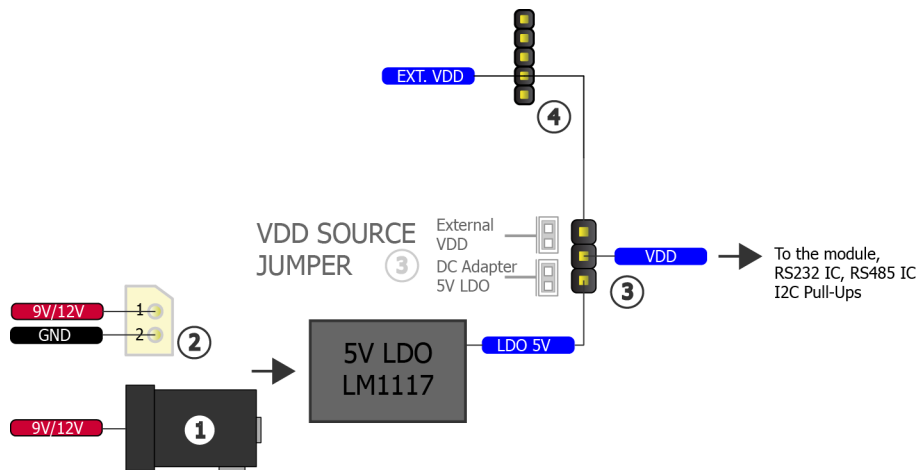 EXT. VDD
4
VDD SOURCE
JUMPER 3
External
VDD
DC Adapter
5V LDO
VDD
To the module,
RS232 IC, RS485 IC
I2C Pull-Ups
3
9V/12V
1
GND
2
2
5V LDO
LM1117
LDO 5V
9V/12V
1